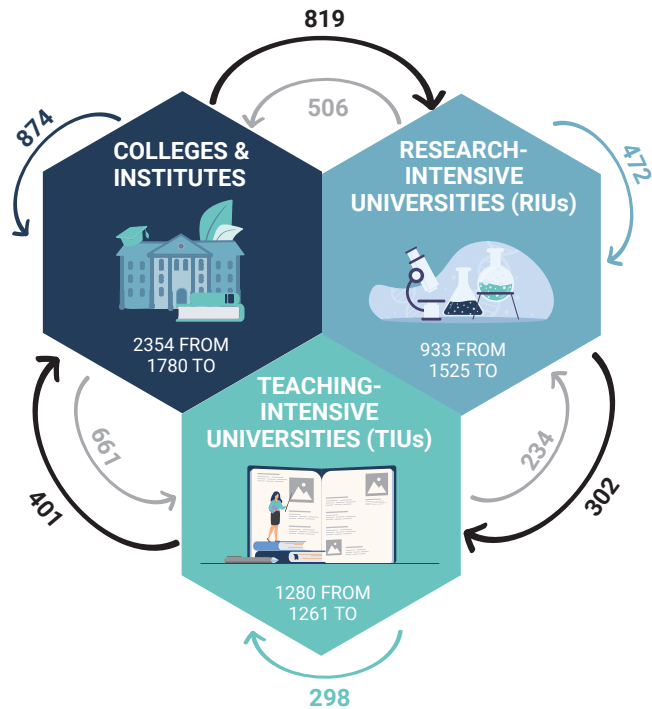 819
506
874
472
COLLEGES &
INSTITUTES
RESEARCH-
INTENSIVE
UNIVERSITIES (RIUs)
2354 FROM
1780 TO
933 FROM
1525 TO
TEACHING-
INTENSIVE
UNIVERSITIES (TIUs)
661
234
401
302
1280 FROM
1261 TO
298